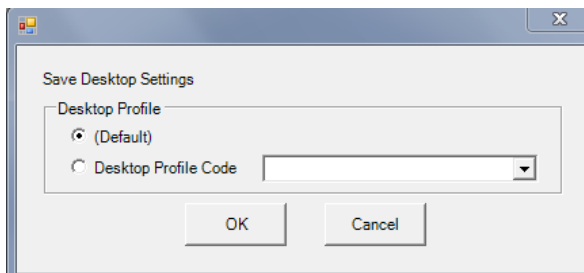 Save Desktop Settings
Desktop Profile
(Default)
Desktop Profile Code
OK Cancel